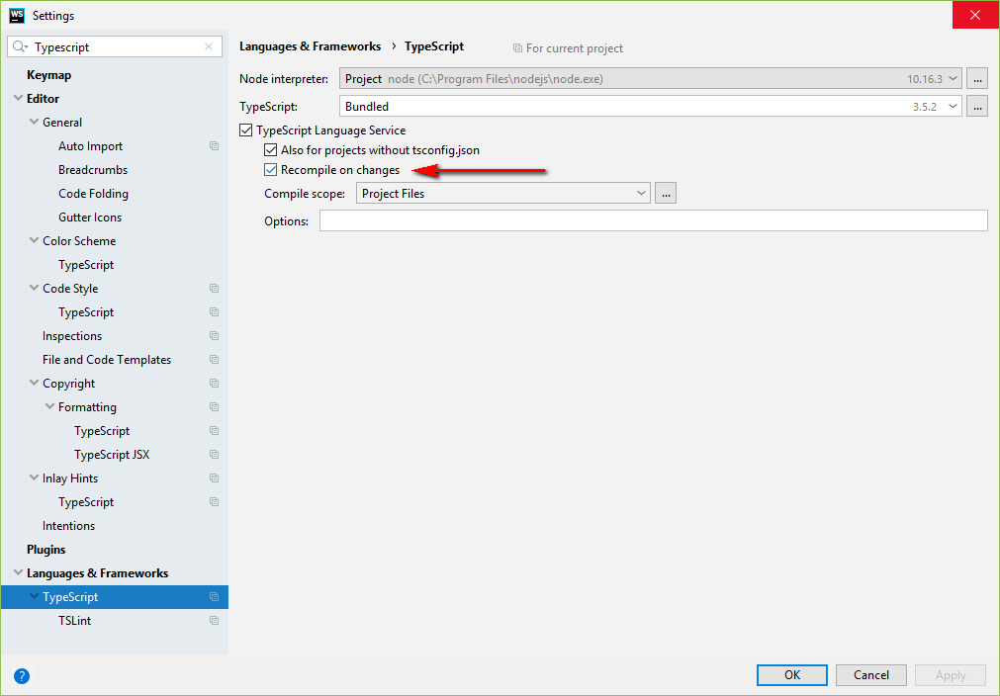 WS Settings
Typescript
Keymap
Editor
General
Auto Import
Breadcrumbs
Code Folding
Gutter Icons
Color Scheme
TypeScript
Code Style
TypeScript
Inspections
File and Code Templates
Copyright
Formatting
TypeScript
TypeScript JSX
Inlay Hints
TypeScript
Intentions
Plugins
Languages & Frameworks
TypeScript
TSLint
Languages & Frameworks › TypeScript For current project
Node interpreter: Project node (C:\Program Files\nodejs\node.exe) 10.16.3 ...
TypeScript: Bundled 3.5.2 ...
TypeScript Language Service
Also for projects without tsconfig.json
Recompile on changes
Compile scope: Project Files ...
Options:
? OK Cancel Apply